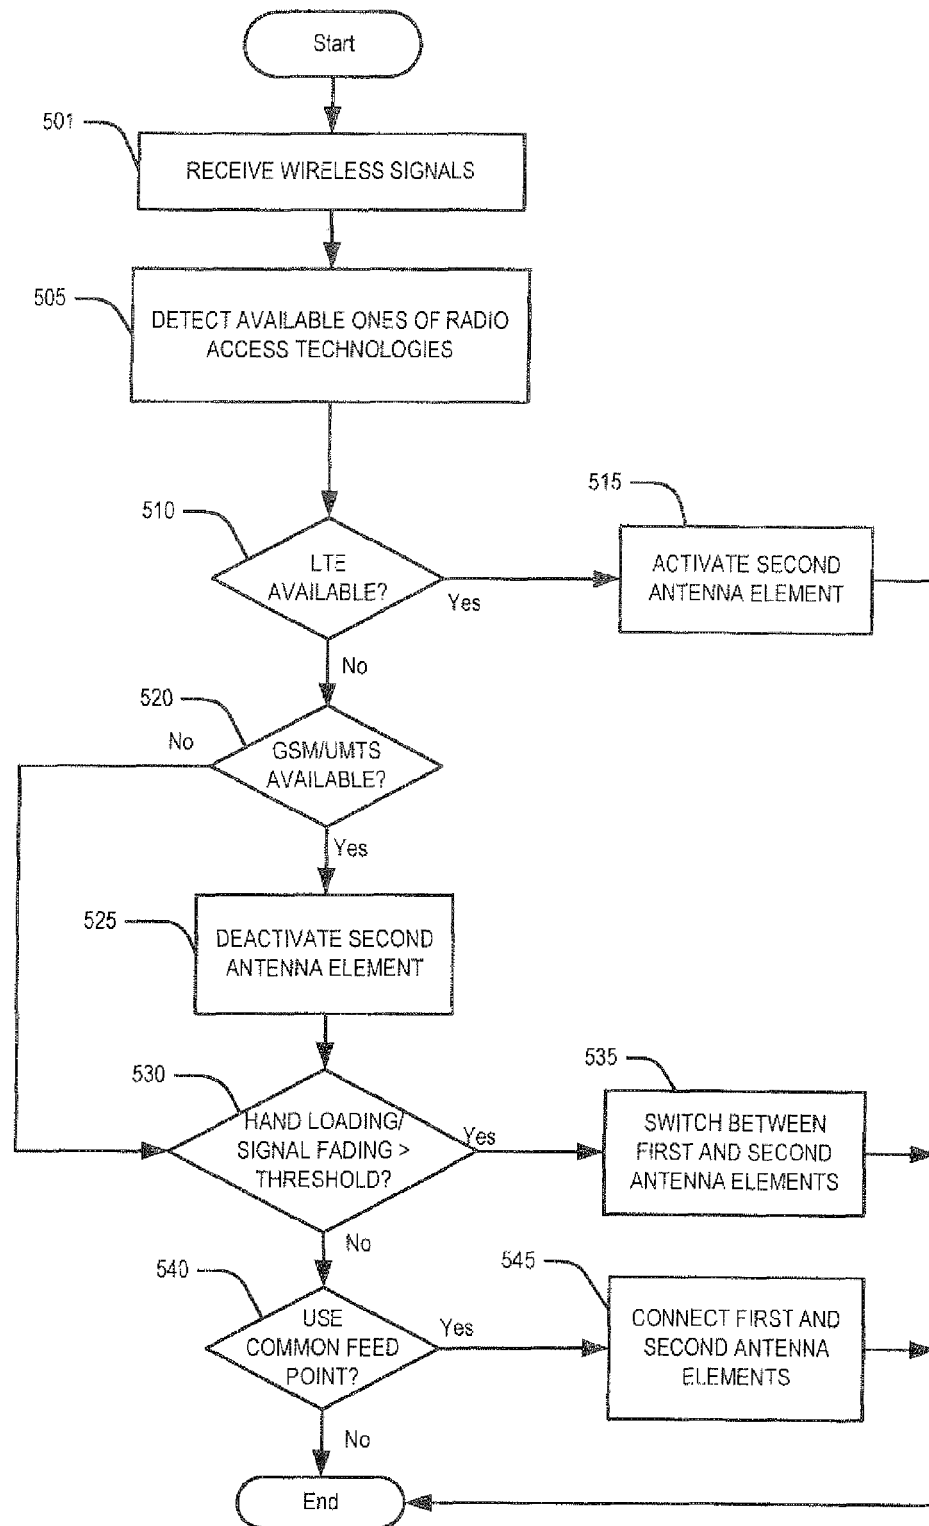 Start
501
RECEIVE WIRELESS SIGNALS
505
DETECT AVAILABLE ONES OF RADIO
ACCESS TECHNOLOGIES
510
LTE
AVAILABLE?
Yes
515
ACTIVATE SECOND
ANTENNA ELEMENT
No
520
No
GSM/UMTS
AVAILABLE?
Yes
525
DEACTIVATE SECOND
ANTENNA ELEMENT
530
HAND LOADING/
SIGNAL FADING >
THRESHOLD?
Yes
535
SWITCH BETWEEN
FIRST AND SECOND
ANTENNA ELEMENTS
No
540
USE
COMMON FEED
POINT?
Yes
545
CONNECT FIRST AND
SECOND ANTENNA
ELEMENTS
No
End